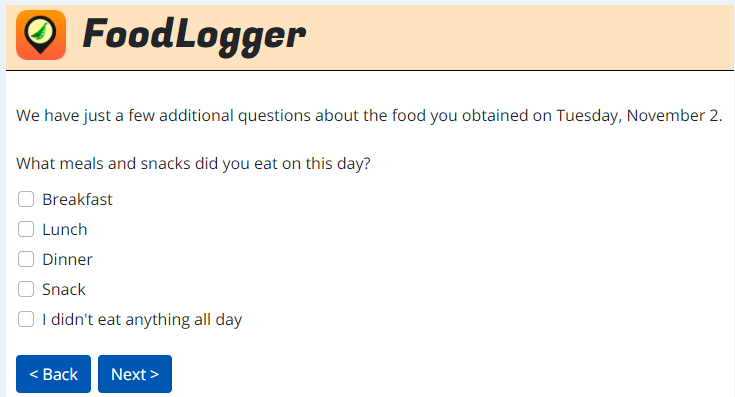 FoodLogger
We have just a few additional questions about the food you obtained on Tuesday, November 2.
What meals and snacks did you eat on this day?
Breakfast
Lunch
Dinner
Snack
I didn't eat anything all day
< Back
Next >